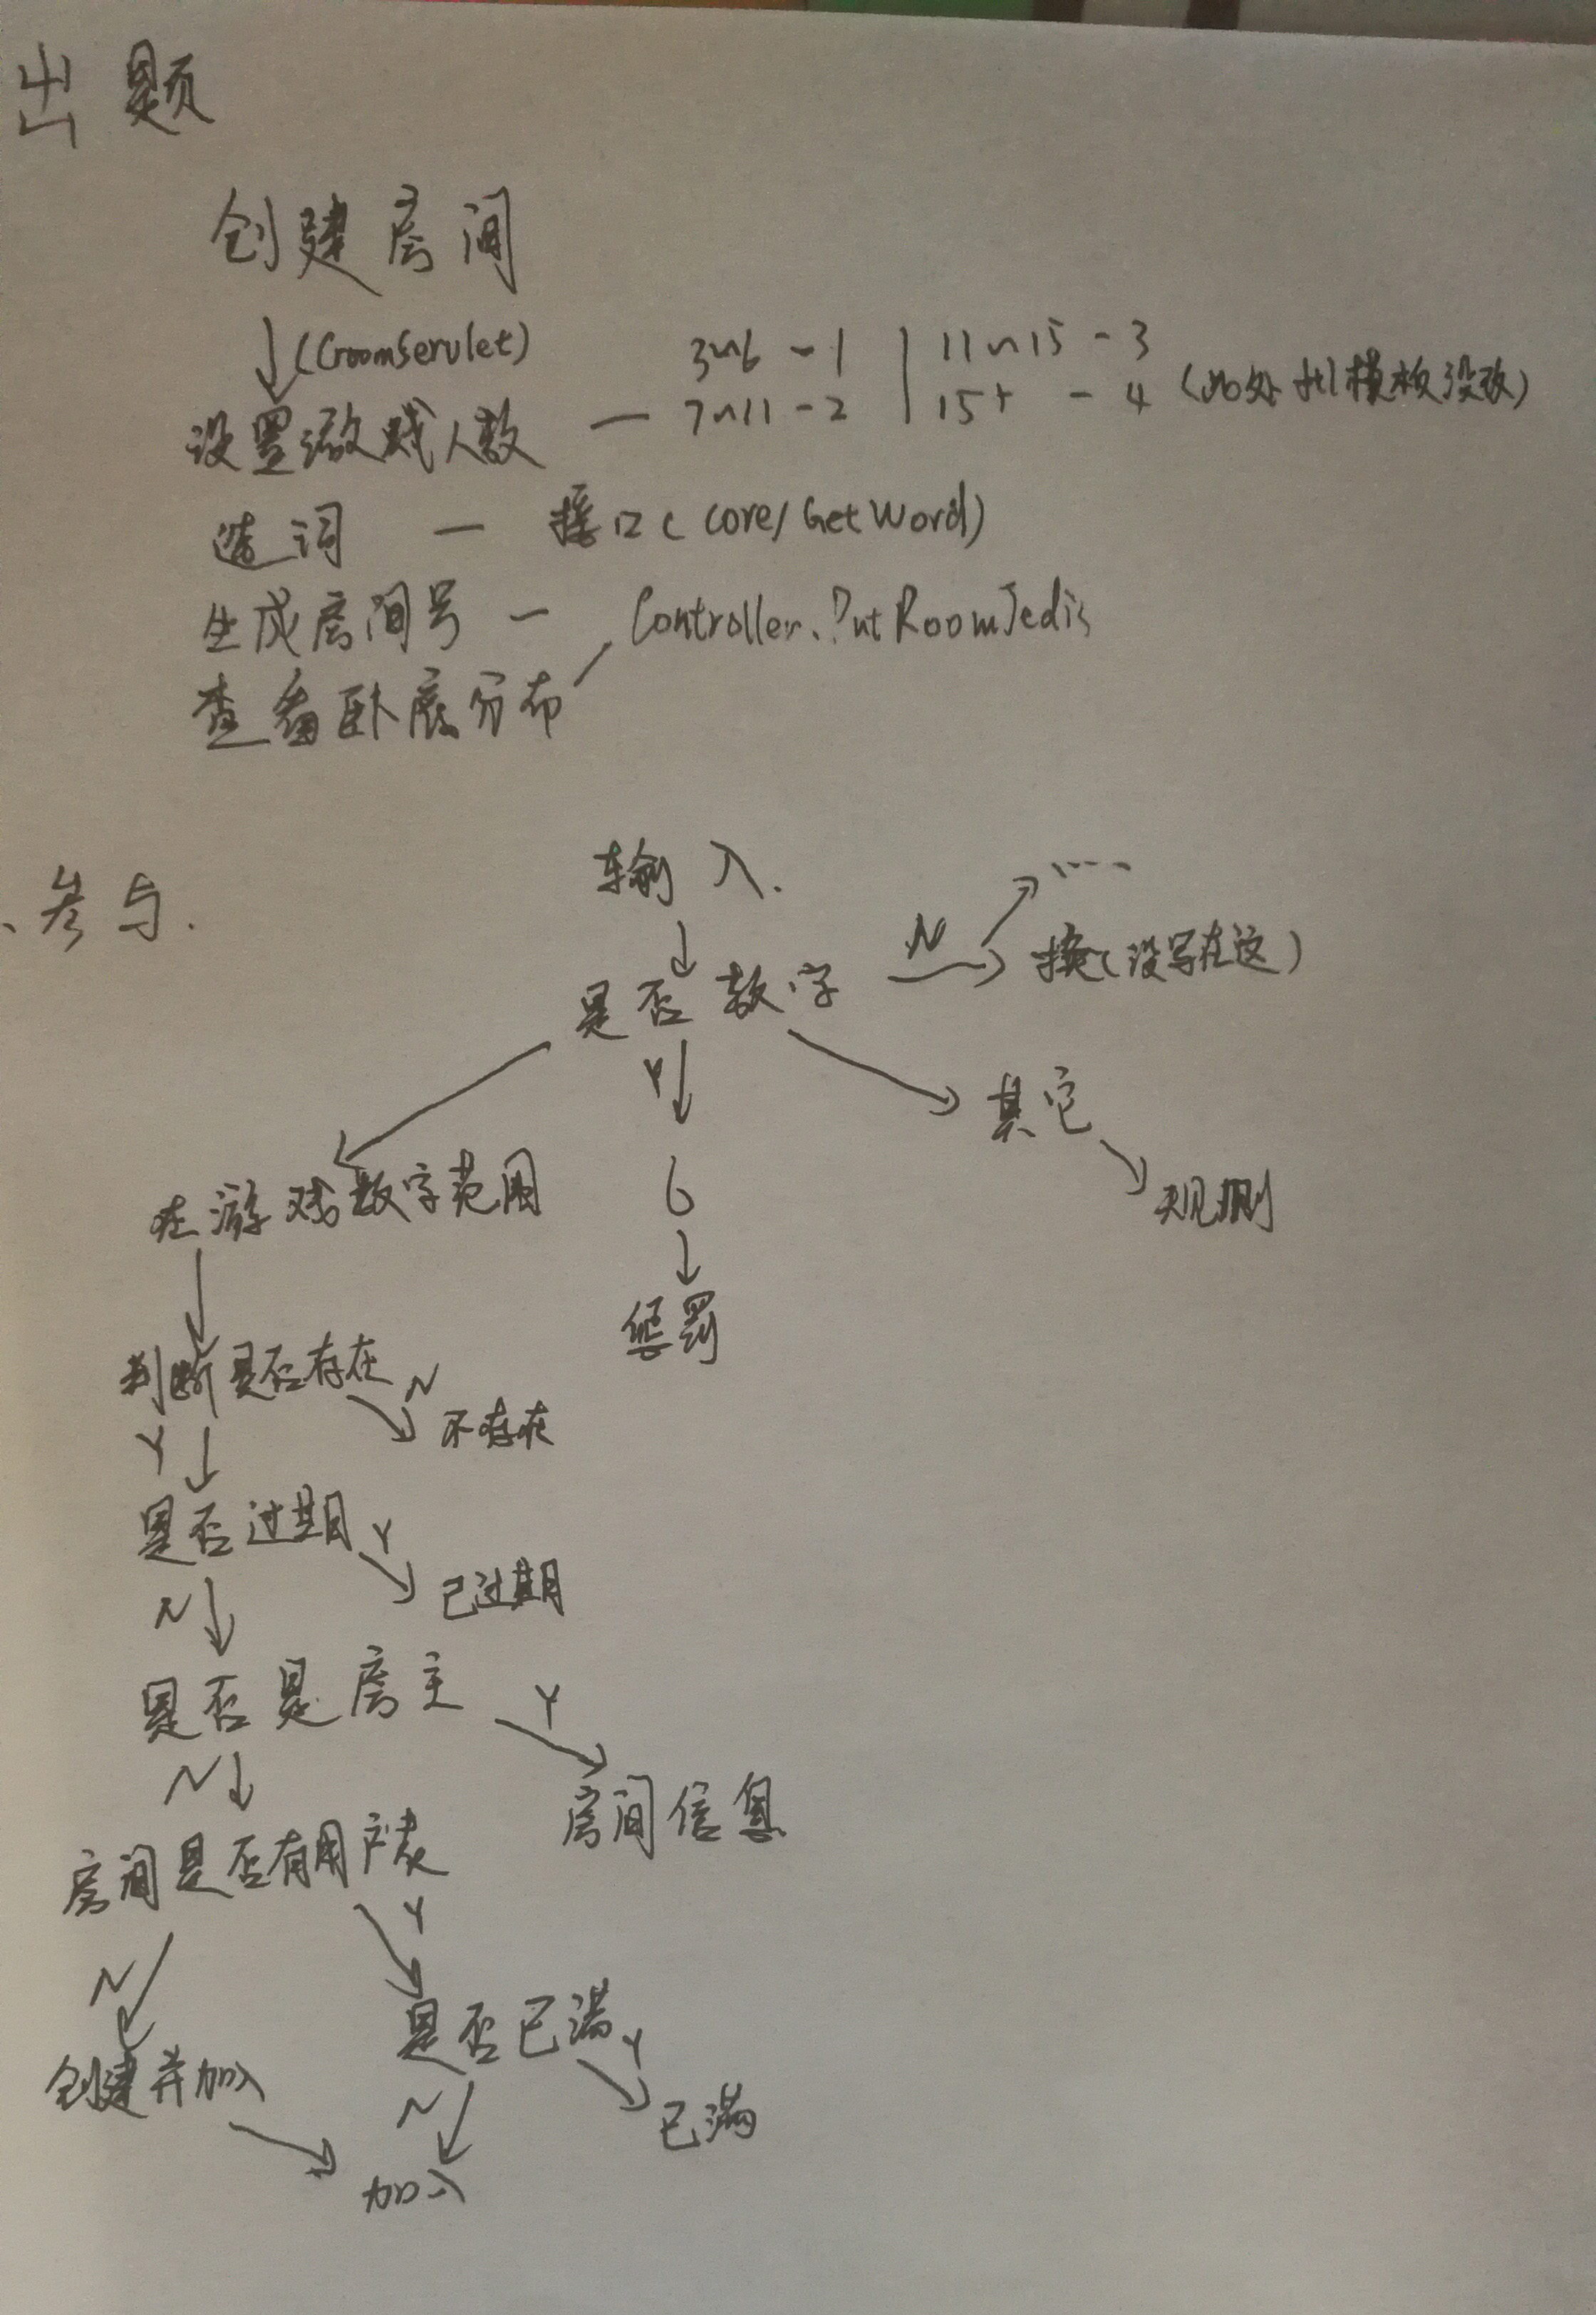 出题
创建房间
(CroomServlet)
3~6 - 1 | 11~15 - 3
设置游戏人数 — 7~11 - 2 | 15+ - 4 (此处 模板没改)
选词 — 接口 (core/GetWord)
生成房间号 — Controller.PutRoomJedis
查看卧底分布
、参与.
输入.
.....
N
换(没写在这)
是否数字
Y
其它
在游戏数字范围
6
规则
惩罚
判断是否存在
N
不存在
Y
是否过期
Y
已过期
N
是否是房主
Y
N
房间信息
房间是否有用户表
Y
N
是否已满
Y
创建并加入
N
已满
加入